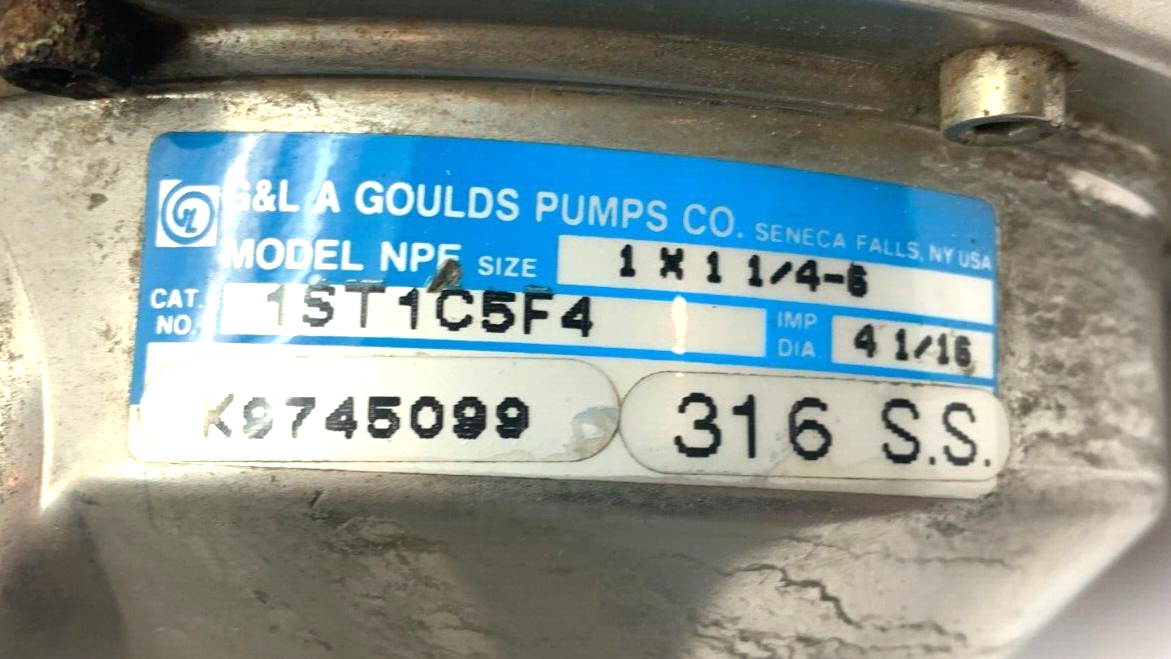 G&L A GOULDS PUMPS CO. SENECA FALLS, NY USA
MODEL NPE SIZE 1 X 1 1/4-6
CAT. NO. 1ST1C5F4 IMP DIA. 4 1/16
K9745099 316 S.S.